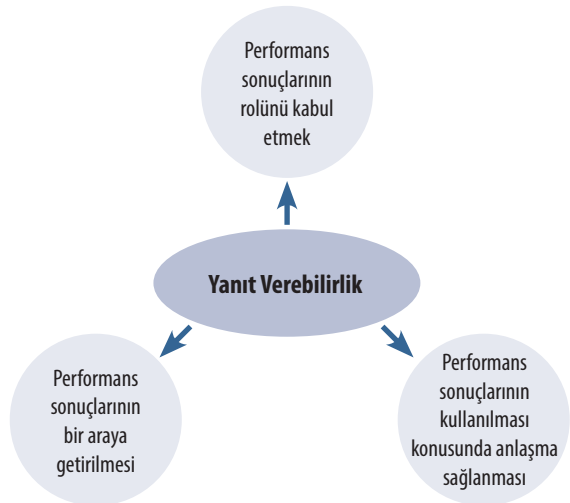 Performans
sonuçlarının
rolünü kabul
etmek
Yanıt Verebilirlik
Performans
sonuçlarının
bir araya
getirilmesi
Performans
sonuçlarının
kullanılması
konusunda anlaşma
sağlanması